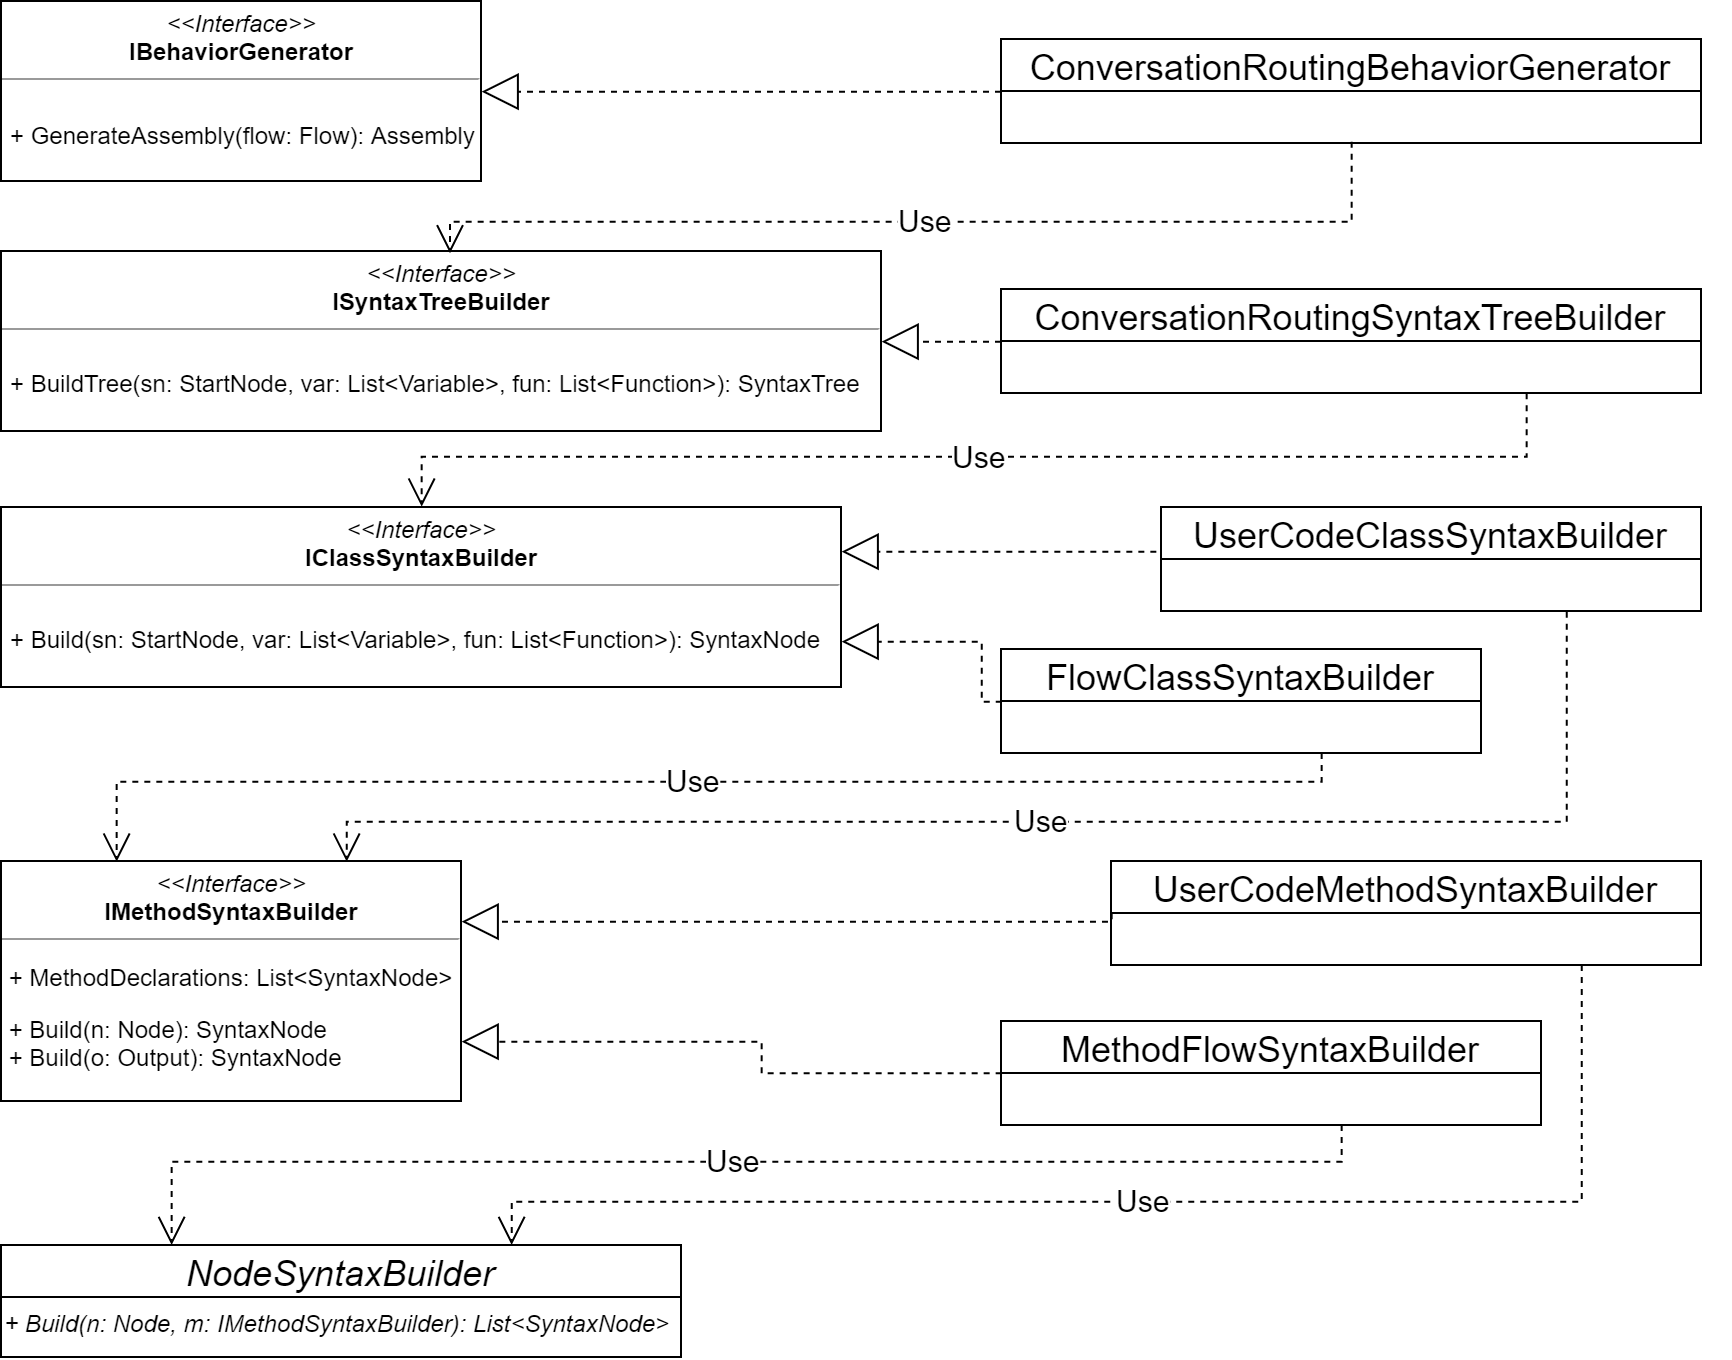 <<Interface>>
IBehaviorGenerator
+ GenerateAssembly(flow: Flow): Assembly
ConversationRoutingBehaviorGenerator
Use
<<Interface>>
ISyntaxTreeBuilder
+ BuildTree(sn: StartNode, var: List<Variable>, fun: List<Function>): SyntaxTree
ConversationRoutingSyntaxTreeBuilder
Use
<<Interface>>
IClassSyntaxBuilder
+ Build(sn: StartNode, var: List<Variable>, fun: List<Function>): SyntaxNode
UserCodeClassSyntaxBuilder
FlowClassSyntaxBuilder
Use
Use
<<Interface>>
IMethodSyntaxBuilder
+ MethodDeclarations: List<SyntaxNode>
+ Build(n: Node): SyntaxNode
+ Build(o: Output): SyntaxNode
UserCodeMethodSyntaxBuilder
MethodFlowSyntaxBuilder
Use
Use
NodeSyntaxBuilder
+ Build(n: Node, m: IMethodSyntaxBuilder): List<SyntaxNode>